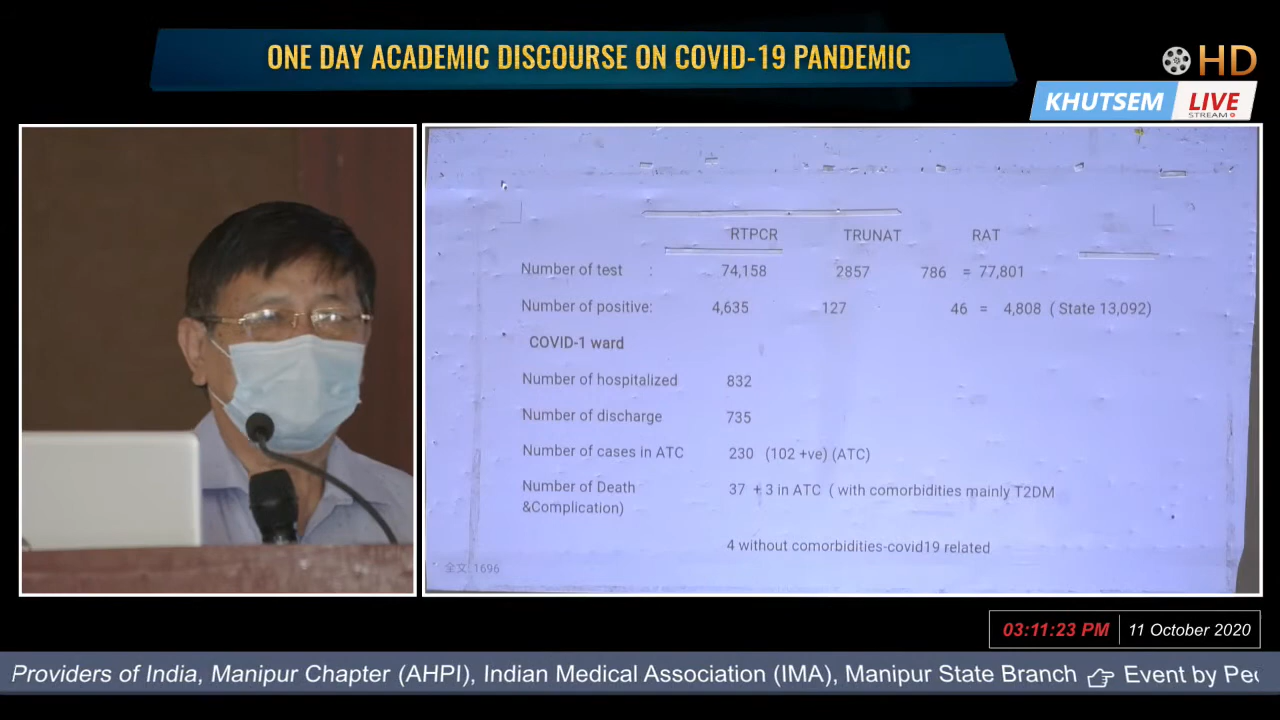 ONE DAY ACADEMIC DISCOURSE ON COVID-19 PANDEMIC
HD
KHUTSEM LIVE
STREAM
RTPCR TRUNAT RAT
Number of test : 74,158 2857 786 = 77,801
Number of positive: 4,635 127 46 = 4,808 ( State 13,092)
COVID-1 ward
Number of hospitalized 832
Number of discharge 735
Number of cases in ATC 230 (102 +ve) (ATC)
Number of Death 37 + 3 in ATC ( with comorbidities mainly T2DM
&Complication)
4 without comorbidities-covid19 related
全文: 1696
03:11:23 PM 11 October 2020
Providers of India, Manipur Chapter (AHPI), Indian Medical Association (IMA), Manipur State Branch Event by Pec